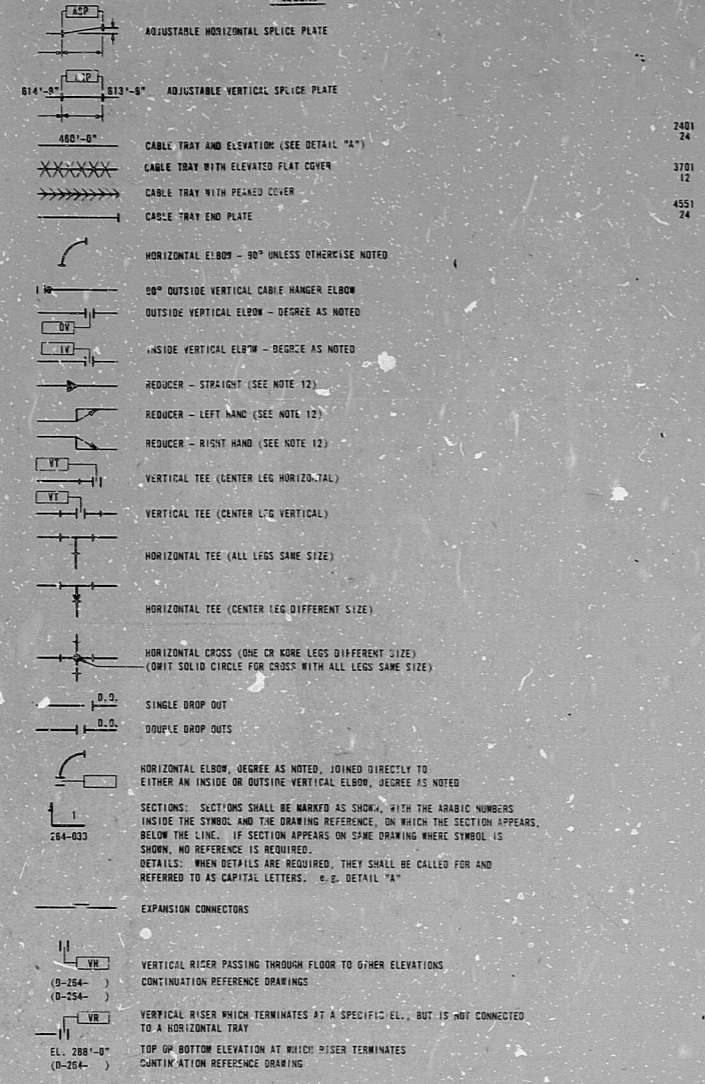 ASP
ADJUSTABLE HORIZONTAL SPLICE PLATE
614'-9" 613'-6" ADJUSTABLE VERTICAL SPLICE PLATE
460'-0"
CABLE TRAY AND ELEVATION (SEE DETAIL "A")
CABLE TRAY WITH ELEVATED FLAT COVER
CABLE TRAY WITH PEAKED COVER
CABLE TRAY END PLATE
2401
24
3701
12
4551
24
HORIZONTAL ELBOW - 90° UNLESS OTHERWISE NOTED
90° OUTSIDE VERTICAL CABLE HANGER ELBOW
OUTSIDE VERTICAL ELBOW - DEGREE AS NOTED
OV
IV
INSIDE VERTICAL ELBOW - DEGREE AS NOTED
REDUCER - STRAIGHT (SEE NOTE 12)
REDUCER - LEFT HAND (SEE NOTE 12)
REDUCER - RIGHT HAND (SEE NOTE 12)
VT
VERTICAL TEE (CENTER LEG HORIZONTAL)
VT
VERTICAL TEE (CENTER LEG VERTICAL)
HORIZONTAL TEE (ALL LEGS SAME SIZE)
HORIZONTAL TEE (CENTER LEG DIFFERENT SIZE)
HORIZONTAL CROSS (ONE OR MORE LEGS DIFFERENT SIZE)
(OMIT SOLID CIRCLE FOR CROSS WITH ALL LEGS SAME SIZE)
D.O.
SINGLE DROP OUT
D.O.
DOUBLE DROP OUTS
HORIZONTAL ELBOW, DEGREE AS NOTED, JOINED DIRECTLY TO
EITHER AN INSIDE OR OUTSIDE VERTICAL ELBOW, DEGREE AS NOTED
1
264-033
SECTIONS: SECTIONS SHALL BE MARKED AS SHOWN, WITH THE ARABIC NUMBERS
INSIDE THE SYMBOL AND THE DRAWING REFERENCE, ON WHICH THE SECTION APPEARS,
BELOW THE LINE. IF SECTION APPEARS ON SAME DRAWING WHERE SYMBOL IS
SHOWN, NO REFERENCE IS REQUIRED.
DETAILS: WHEN DETAILS ARE REQUIRED, THEY SHALL BE CALLED FOR AND
REFERRED TO AS CAPITAL LETTERS. e.g. DETAIL "A"
EXPANSION CONNECTORS
VR
VERTICAL RISER PASSING THROUGH FLOOR TO OTHER ELEVATIONS
(D-264- ) CONTINUATION REFERENCE DRAWINGS
(D-254- )
VR
VERTICAL RISER WHICH TERMINATES AT A SPECIFIC EL., BUT IS NOT CONNECTED
TO A HORIZONTAL TRAY
EL. 288'-0" TOP OR BOTTOM ELEVATION AT WHICH RISER TERMINATES
(D-264- ) CONTINUATION REFERENCE DRAWING